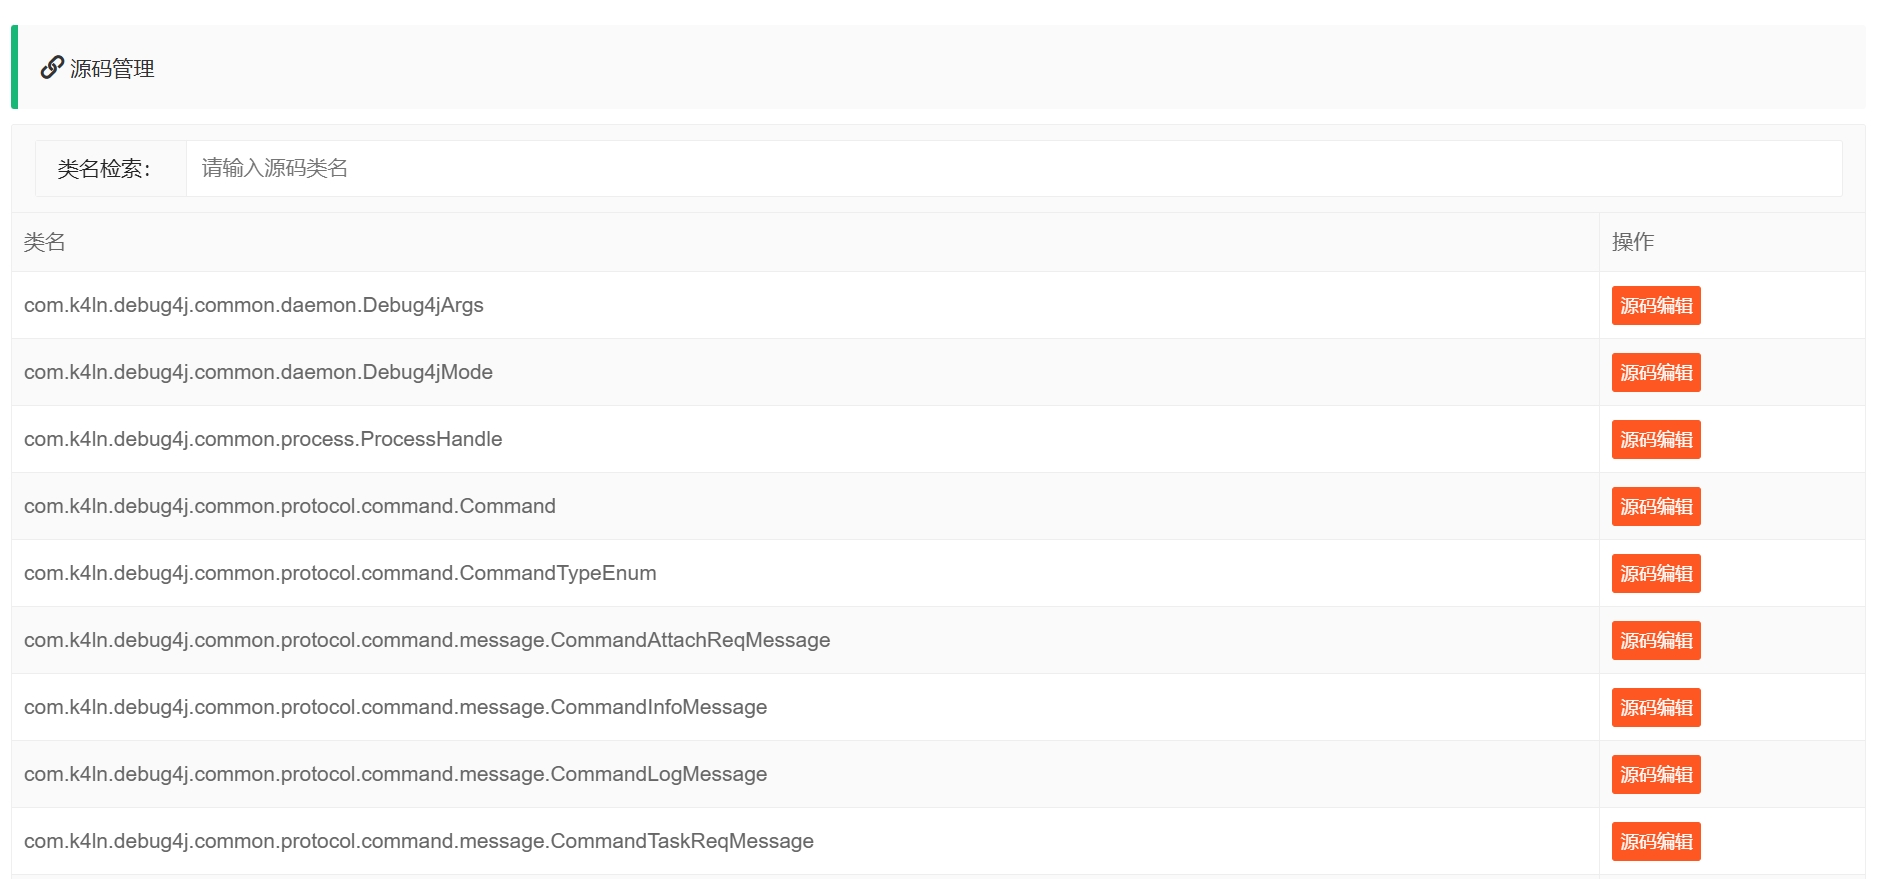 源码管理
类名检索：
请输入源码类名
类名 操作
com.k4ln.debug4j.common.daemon.Debug4jArgs 源码编辑
com.k4ln.debug4j.common.daemon.Debug4jMode 源码编辑
com.k4ln.debug4j.common.process.ProcessHandle 源码编辑
com.k4ln.debug4j.common.protocol.command.Command 源码编辑
com.k4ln.debug4j.common.protocol.command.CommandTypeEnum 源码编辑
com.k4ln.debug4j.common.protocol.command.message.CommandAttachReqMessage 源码编辑
com.k4ln.debug4j.common.protocol.command.message.CommandInfoMessage 源码编辑
com.k4ln.debug4j.common.protocol.command.message.CommandLogMessage 源码编辑
com.k4ln.debug4j.common.protocol.command.message.CommandTaskReqMessage 源码编辑